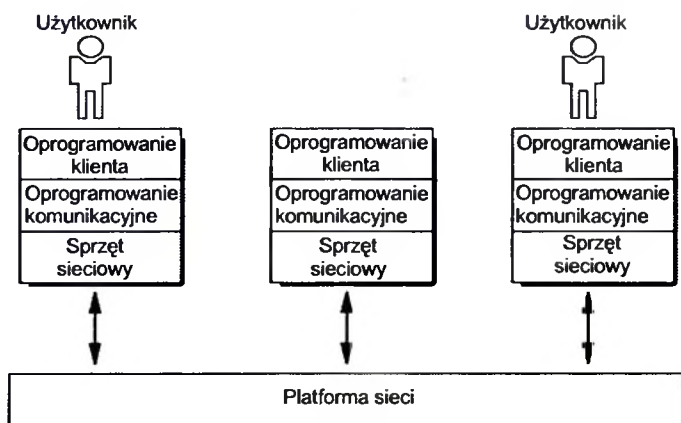 Użytkownik
Użytkownik
Oprogramowanie
klienta
Oprogramowanie
komunikacyjne
Sprzęt
sieciowy
Oprogramowanie
klienta
Oprogramowanie
komunikacyjne
Sprzęt
sieciowy
Oprogramowanie
klienta
Oprogramowanie
komunikacyjne
Sprzęt
sieciowy
Platforma sieci